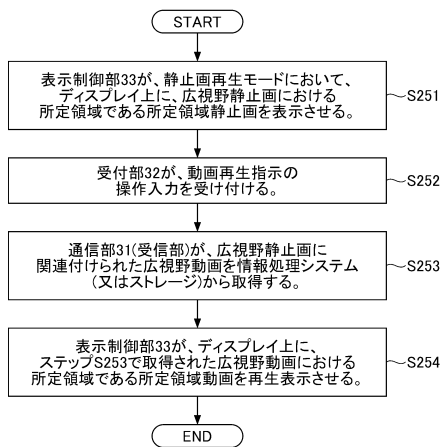 START
表示制御部33が、静止画再生モードにおいて、
ディスプレイ上に、広視野静止画における
所定領域である所定領域静止画を表示させる。
S251
受付部32が、動画再生指示の
操作入力を受け付ける。
S252
通信部31(受信部)が、広視野静止画に
関連付けられた広視野動画を情報処理システム
(又はストレージ)から取得する。
S253
表示制御部33が、ディスプレイ上に、
ステップS253で取得された広視野動画における
所定領域である所定領域動画を再生表示させる。
S254
END